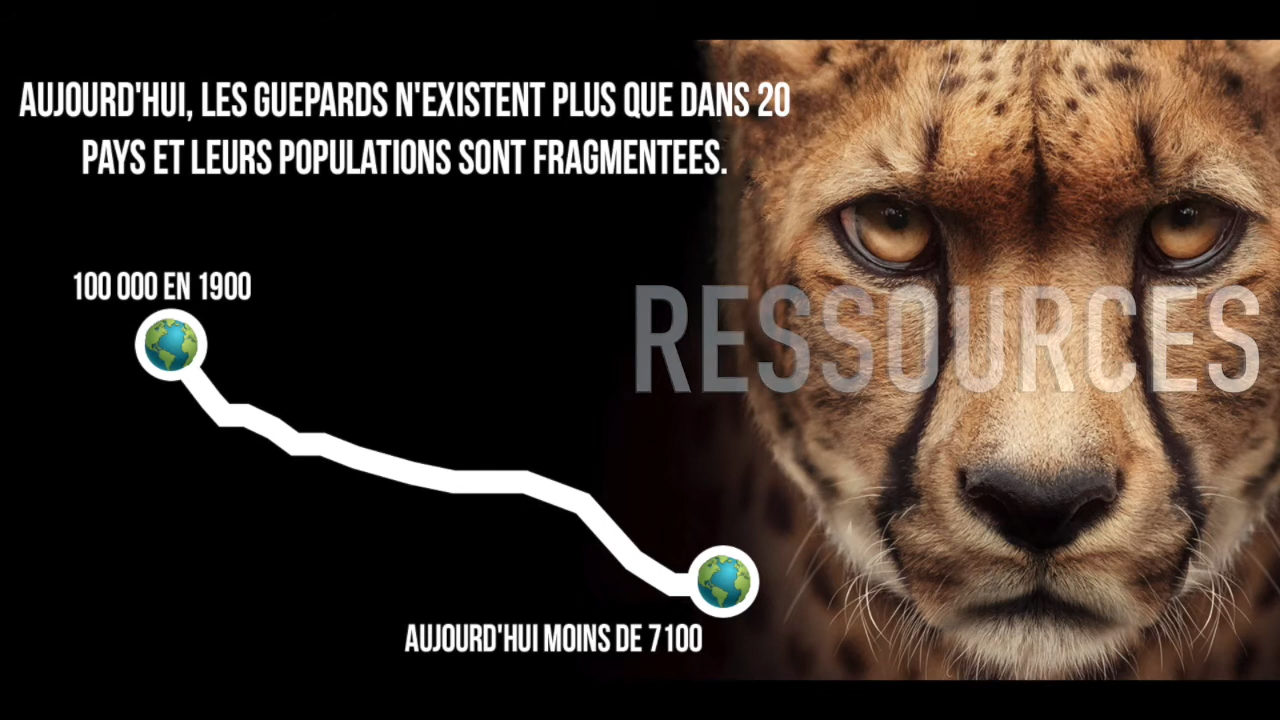 AUJOURD'HUI, LES GUEPARDS N'EXISTENT PLUS QUE DANS 20
PAYS ET LEURS POPULATIONS SONT FRAGMENTEES.
100 000 EN 1900
RESSOURCES
AUJOURD'HUI MOINS DE 7100